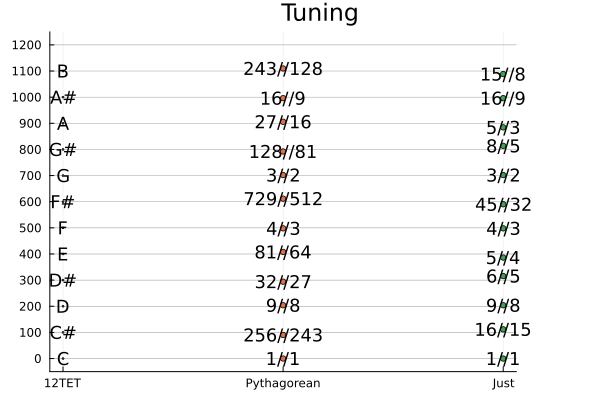 Tuning
1200
1100 B 243//128 15//8
1000 A# 16//9 16//9
900 A 27//16 5//3
800 G# 128//81 8//5
700 G 3//2 3//2
600 F# 729//512 45//32
500 F 4//3 4//3
400 E 81//64 5//4
300 D# 32//27 6//5
200 D 9//8 9//8
100 C# 256//243 16//15
0 C 1//1 1//1
12TET Pythagorean Just